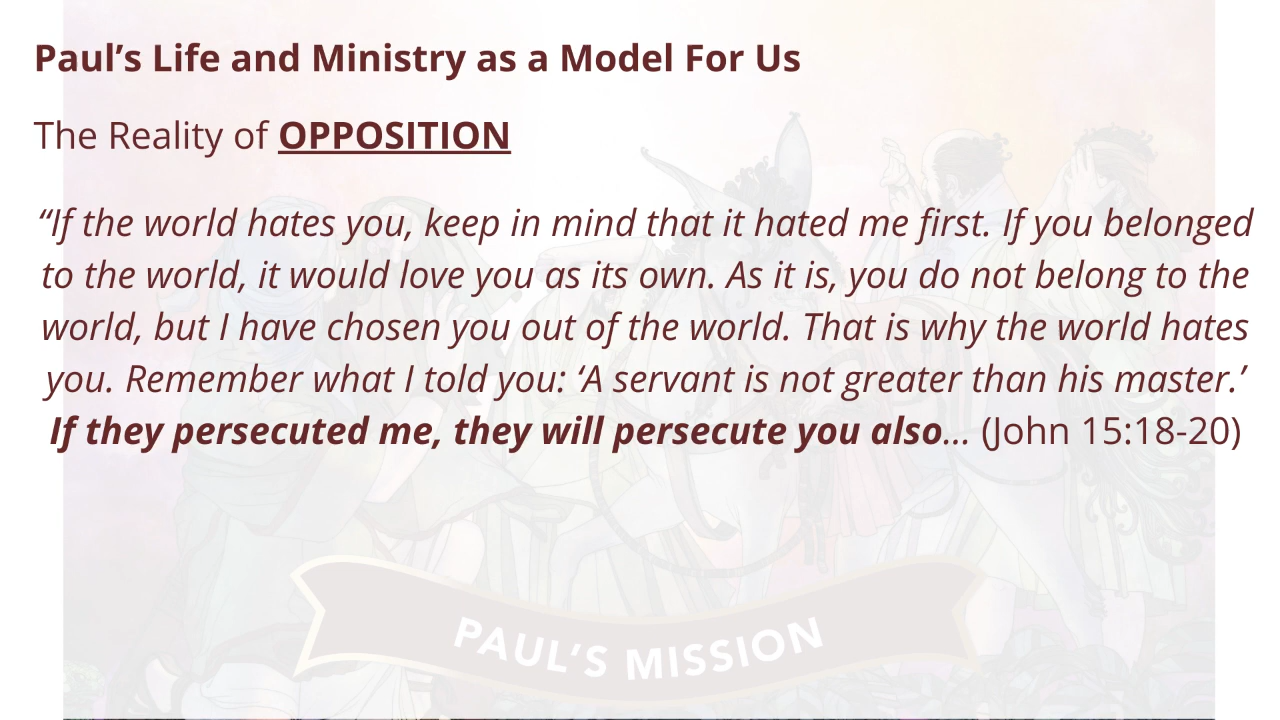 Paul’s Life and Ministry as a Model For Us
The Reality of OPPOSITION
“If the world hates you, keep in mind that it hated me first. If you belonged
to the world, it would love you as its own. As it is, you do not belong to the
world, but I have chosen you out of the world. That is why the world hates
you. Remember what I told you: ‘A servant is not greater than his master.’
If they persecuted me, they will persecute you also… (John 15:18-20)
PAUL’S MISSION